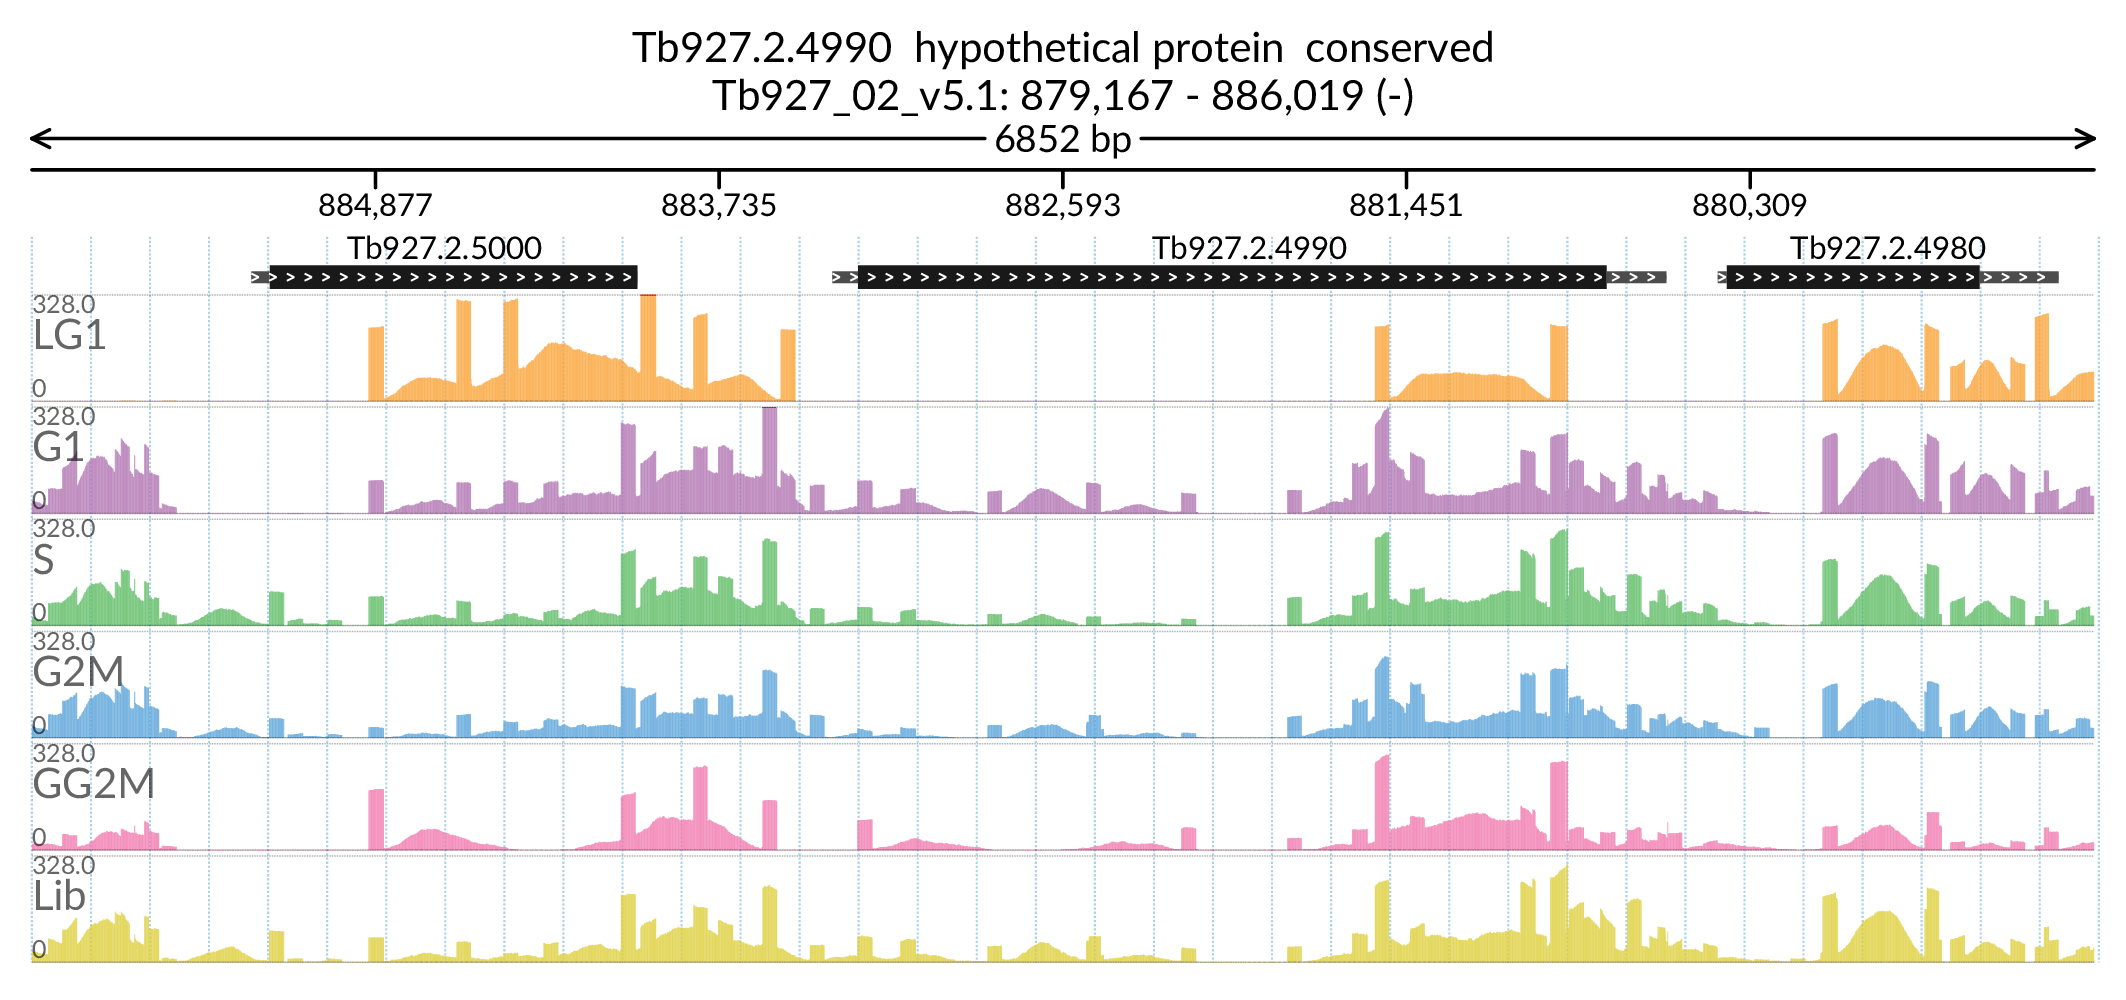 Tb927.2.4990  hypothetical protein  conserved
Tb927_02_v5.1: 879,167 - 886,019 (-)
6852 bp
884,877 883,735 882,593 881,451 880,309
Tb927.2.5000 Tb927.2.4990 Tb927.2.4980
328.0
LG1
0
328.0
G1
0
328.0
S
0
328.0
G2M
0
328.0
GG2M
0
328.0
Lib
0